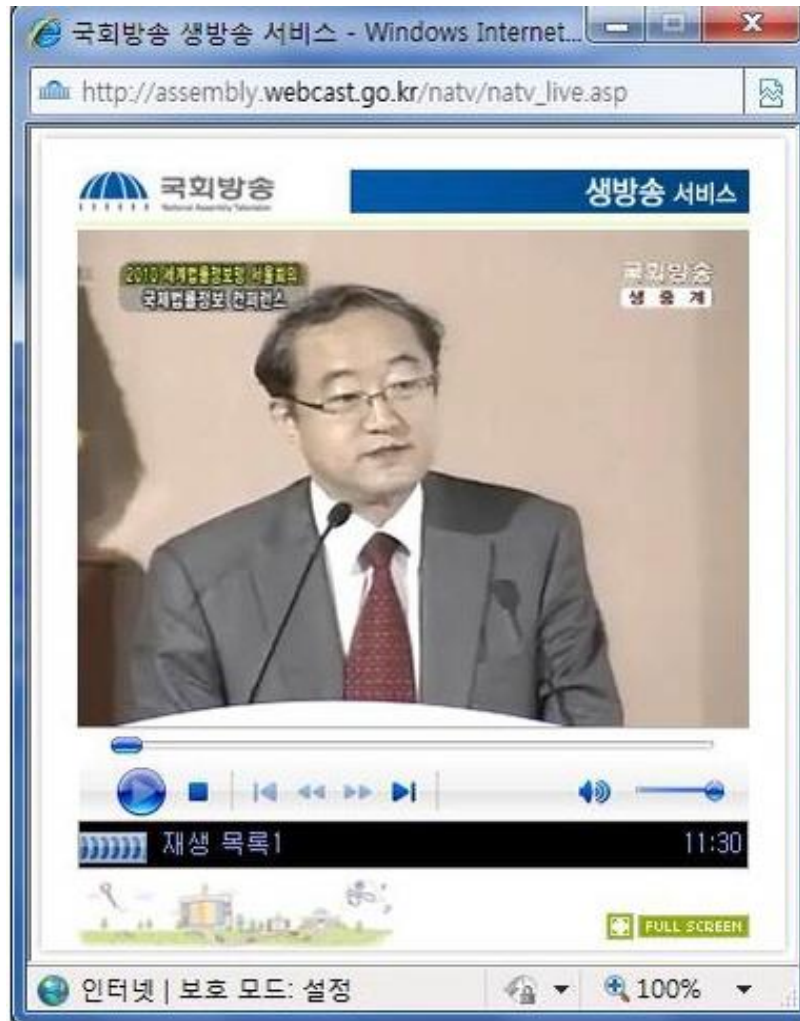 국회방송 생방송 서비스 - Windows Internet...
http://assembly.webcast.go.kr/natv/natv_live.asp
국회방송
National Assembly Television
생방송 서비스
2010 세계법률정보망 서울회의
국제법률정보 컨퍼런스
국회방송
생중계
재생 목록1
11:30
FULL SCREEN
인터넷 | 보호 모드: 설정
100%